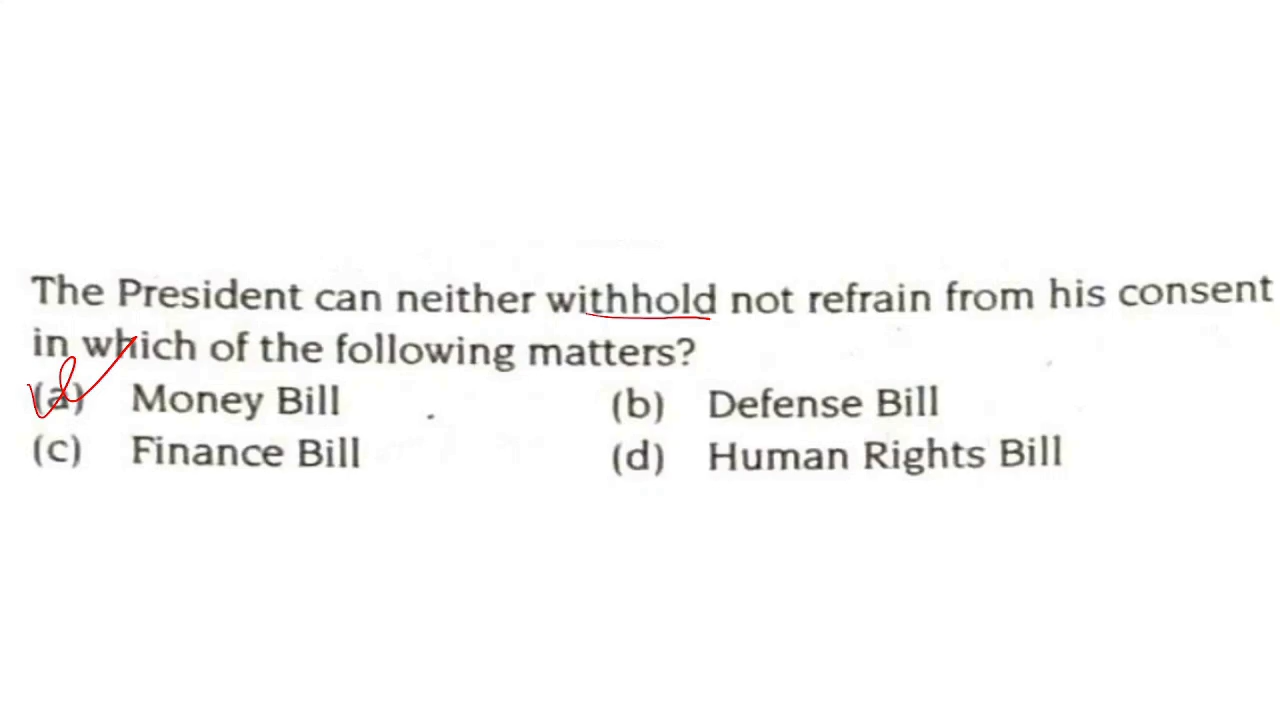 The President can neither withhold not refrain from his consent
in which of the following matters?
(a) Money Bill (b) Defense Bill
(c) Finance Bill (d) Human Rights Bill